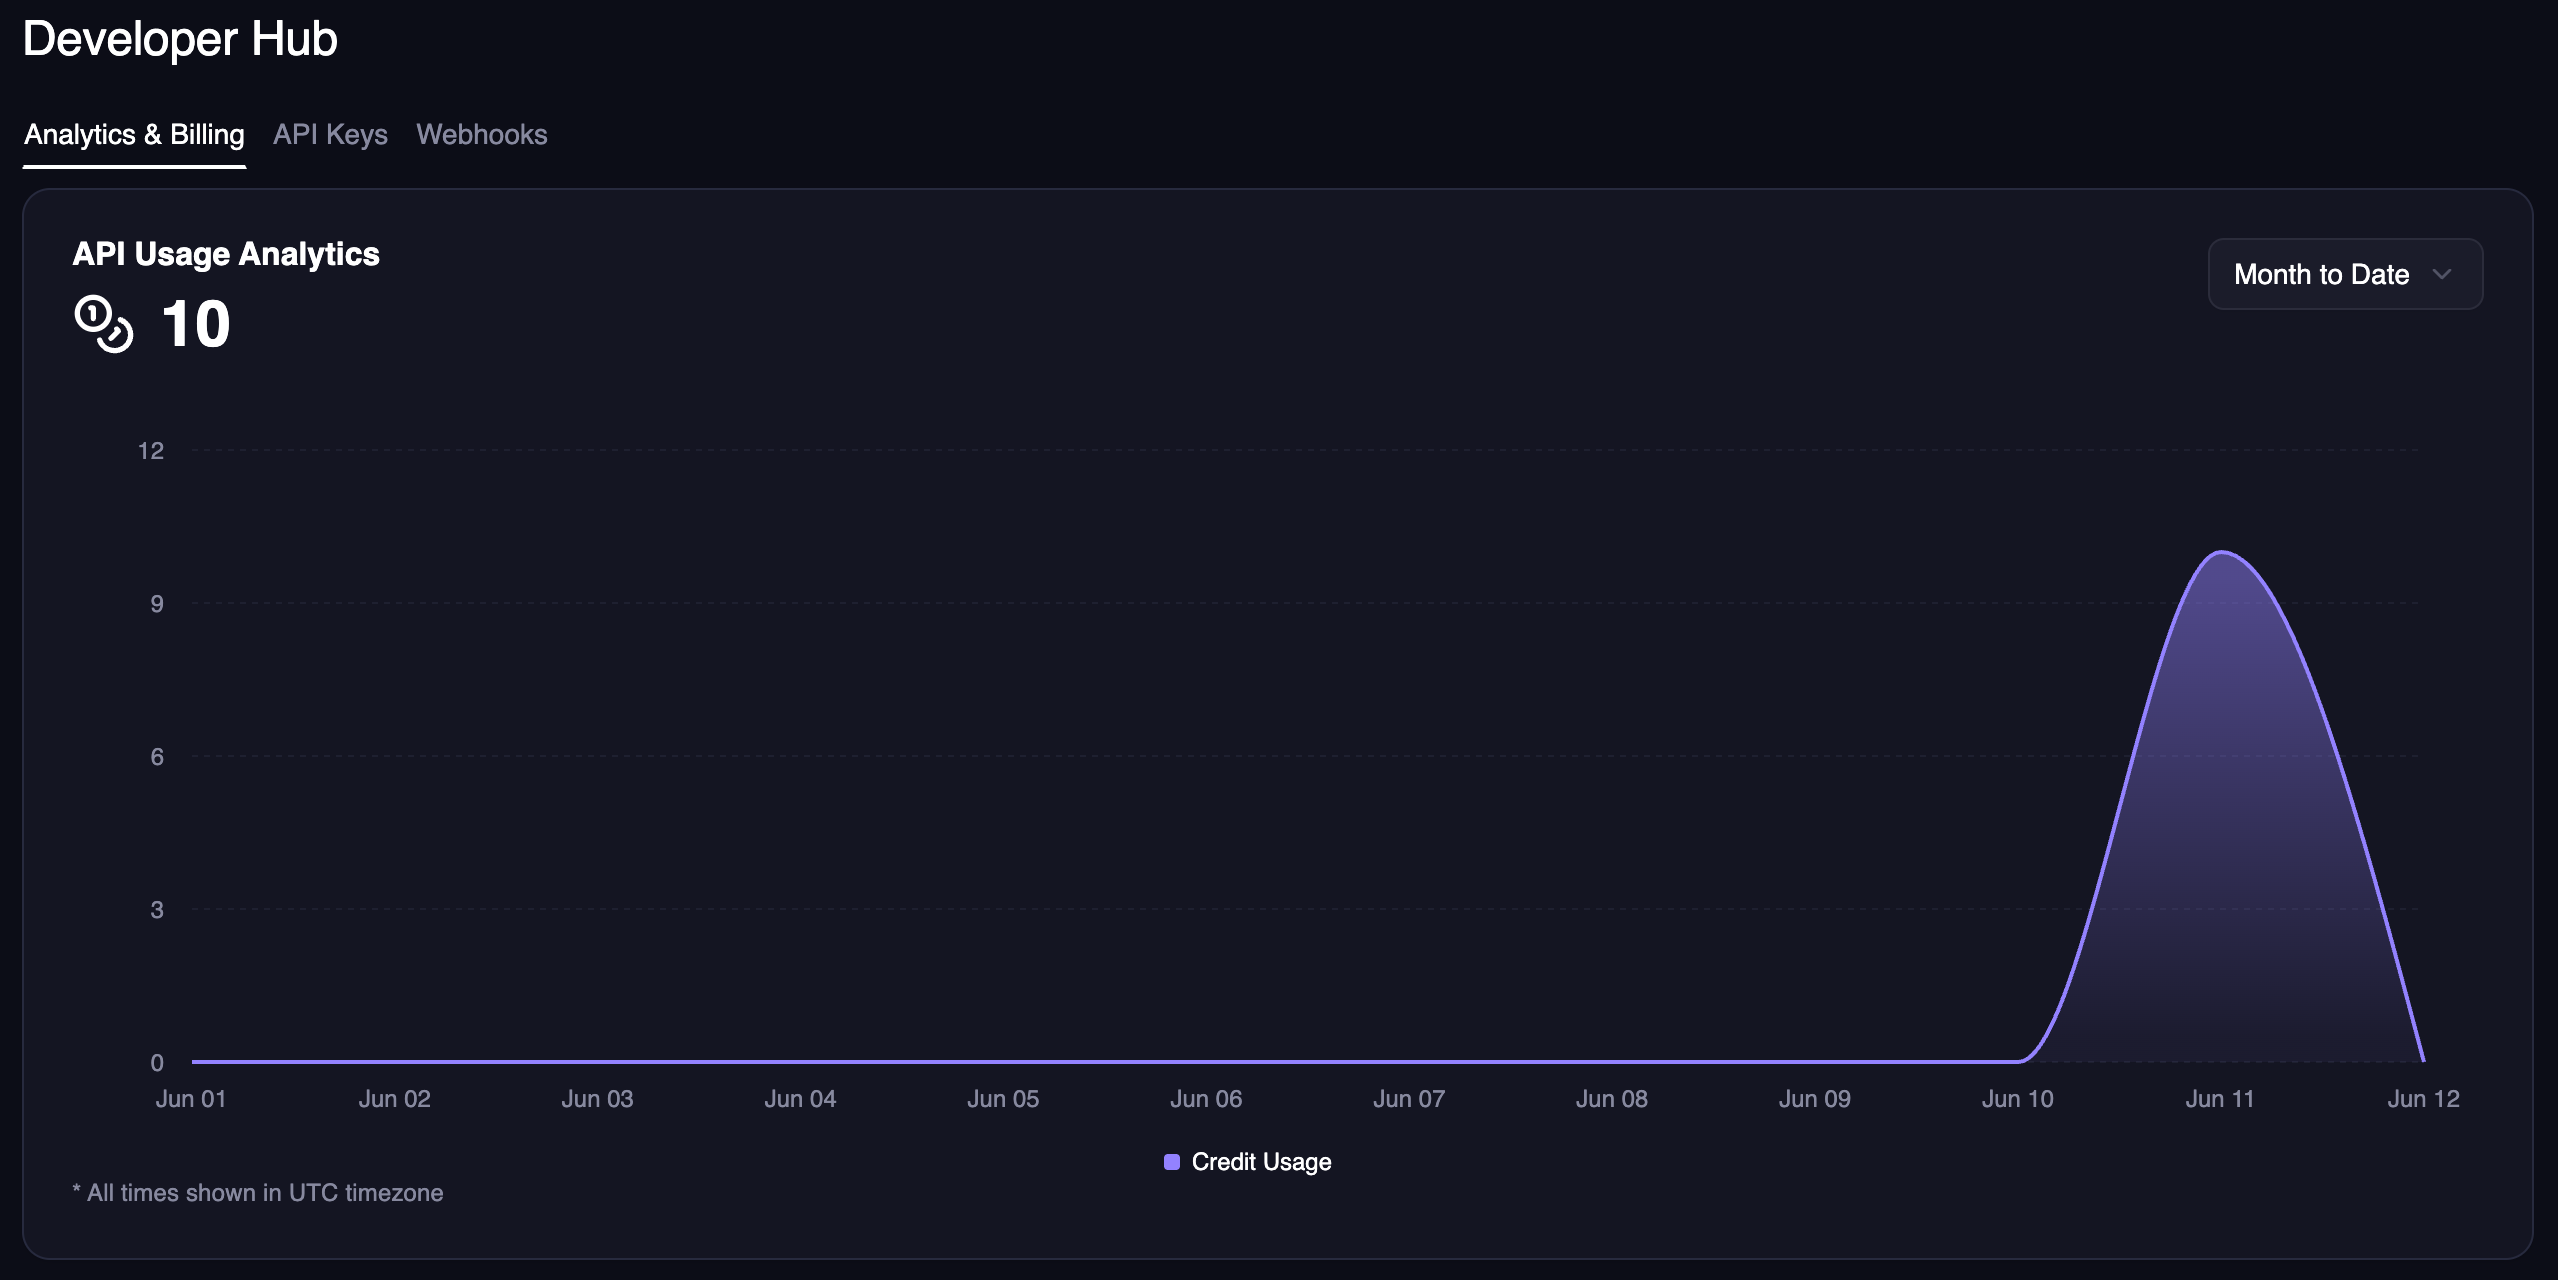 Developer Hub
Analytics & Billing API Keys Webhooks
API Usage Analytics
Month to Date
10
12
9
6
3
0
Jun 01 Jun 02 Jun 03 Jun 04 Jun 05 Jun 06 Jun 07 Jun 08 Jun 09 Jun 10 Jun 11 Jun 12
Credit Usage
* All times shown in UTC timezone